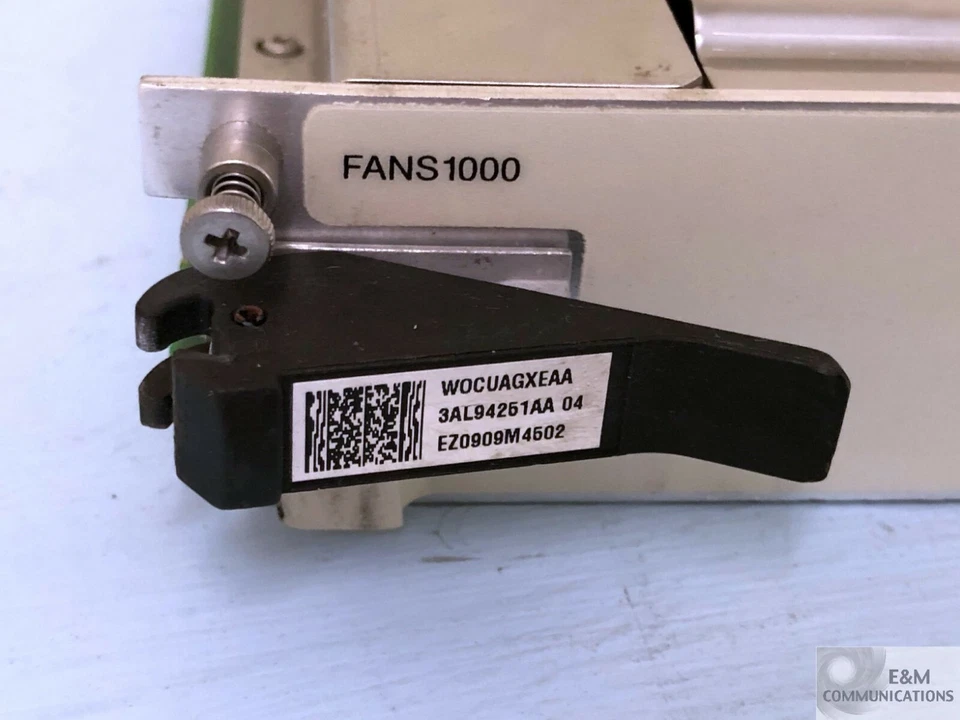 FANS1000
WOCUAGXEAA
3AL94251AA 04
EZ0909M4502
E&M
COMMUNICATIONS